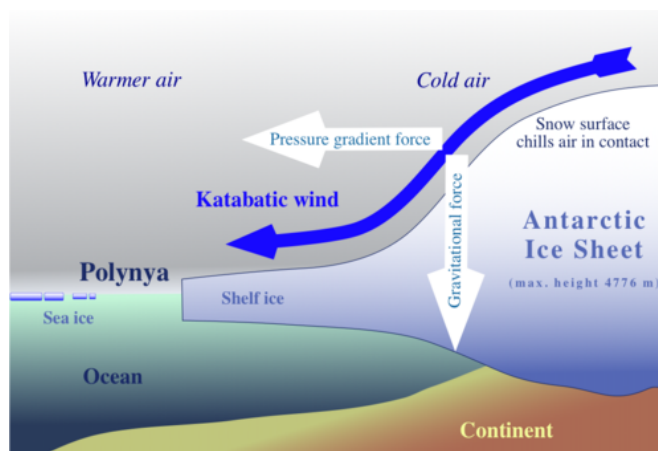 Warmer air
Cold air
Snow surface
chills air in contact
Pressure gradient force
Katabatic wind
Gravitational force
Antarctic
Ice Sheet
(max. height 4776 m)
Polynya
Shelf ice
Sea ice
Ocean
Continent